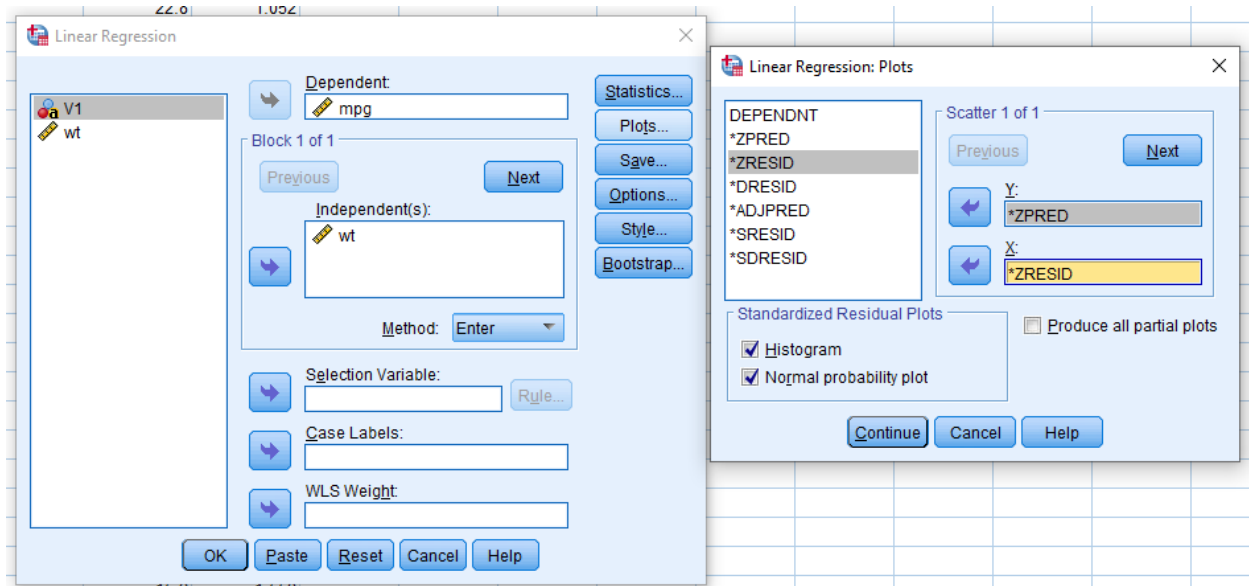 22.8 1.052
Linear Regression
V1
wt
Dependent:
mpg
Block 1 of 1
Previous
Next
Independent(s):
wt
Method: Enter
Selection Variable:
Rule...
Case Labels:
WLS Weight:
Statistics...
Plots...
Save...
Options...
Style...
Bootstrap...
OK Paste Reset Cancel Help
Linear Regression: Plots
DEPENDNT
*ZPRED
*ZRESID
*DRESID
*ADJPRED
*SRESID
*SDRESID
Scatter 1 of 1
Previous
Next
Y:
*ZPRED
X:
*ZRESID
Standardized Residual Plots
Histogram
Normal probability plot
Produce all partial plots
Continue Cancel Help